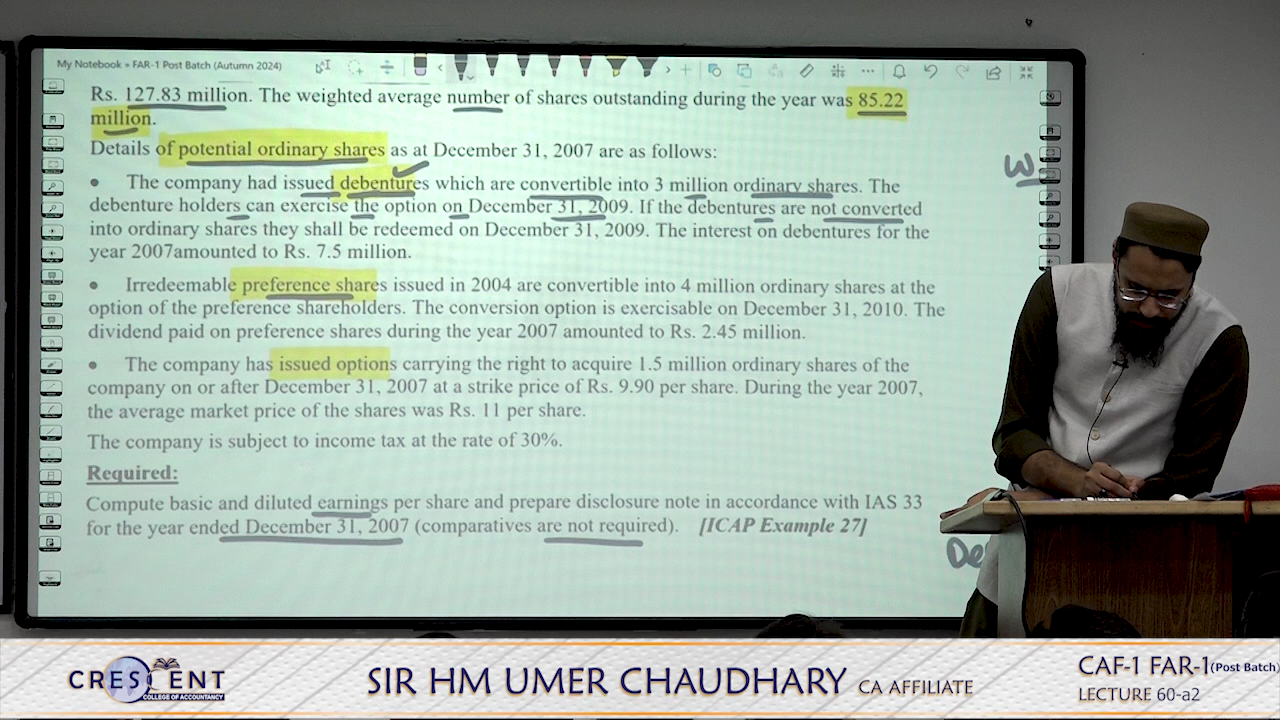 My Notebook » FAR-1 Post Batch (Autumn 2024)
Rs. 127.83 million. The weighted average number of shares outstanding during the year was 85.22
million.
Details of potential ordinary shares as at December 31, 2007 are as follows:
• The company had issued debentures which are convertible into 3 million ordinary shares. The
debenture holders can exercise the option on December 31, 2009. If the debentures are not converted
into ordinary shares they shall be redeemed on December 31, 2009. The interest on debentures for the
year 2007amounted to Rs. 7.5 million.
• Irredeemable preference shares issued in 2004 are convertible into 4 million ordinary shares at the
option of the preference shareholders. The conversion option is exercisable on December 31, 2010. The
dividend paid on preference shares during the year 2007 amounted to Rs. 2.45 million.
• The company has issued options carrying the right to acquire 1.5 million ordinary shares of the
company on or after December 31, 2007 at a strike price of Rs. 9.90 per share. During the year 2007,
the average market price of the shares was Rs. 11 per share.
The company is subject to income tax at the rate of 30%.
Required:
Compute basic and diluted earnings per share and prepare disclosure note in accordance with IAS 33
for the year ended December 31, 2007 (comparatives are not required). [ICAP Example 27]
W
De
CRESCENT
COLLEGE OF ACCOUNTANCY
SIR HM UMER CHAUDHARY CA AFFILIATE
CAF-1 FAR-1(Post Batch)
LECTURE 60-a2